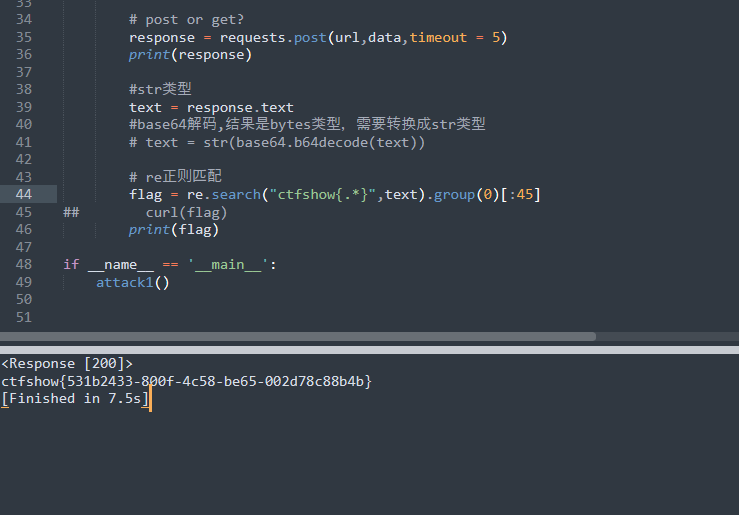 33
34 # post or get?
35 response = requests.post(url,data,timeout = 5)
36 print(response)
37
38 #str类型
39 text = response.text
40 #base64解码,结果是bytes类型，需要转换成str类型
41 # text = str(base64.b64decode(text))
42
43 # re正则匹配
44 flag = re.search("ctfshow{.*}",text).group(0)[:45]
45 ## curl(flag)
46 print(flag)
47
48 if __name__ == '__main__':
49 attack1()
50
51
<Response [200]>
ctfshow{531b2433-800f-4c58-be65-002d78c88b4b}
[Finished in 7.5s]